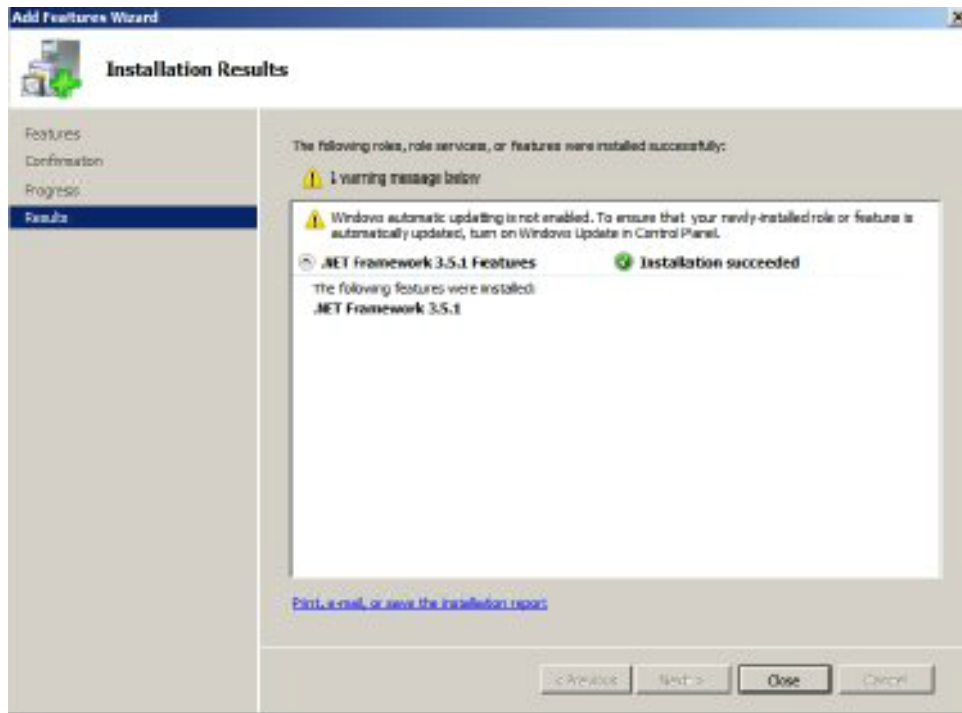 Add Features Wizard
Installation Results
Features
Confirmation
Progress
Results
The following roles, role services, or features were installed successfully:
1 warning message below
Windows automatic updating is not enabled. To ensure that your newly-installed role or feature is
automatically updated, turn on Windows Update in Control Panel.
.NET Framework 3.5.1 Features
Installation succeeded
The following features were installed:
.NET Framework 3.5.1
Print, e-mail, or save the installation report
< Previous
Next >
Close
Cancel